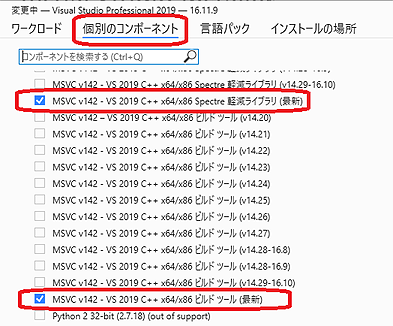 変更中 — Visual Studio Professional 2019 — 16.11.9
ワークロード 個別のコンポーネント 言語パック インストールの場所
コンポーネントを検索する (Ctrl+Q)
MSVC v142 - VS 2019 C++ x64/x86 Spectre 軽減ライブラリ (v14.29-16.10)
MSVC v142 - VS 2019 C++ x64/x86 Spectre 軽減ライブラリ (最新)
MSVC v142 - VS 2019 C++ x64/x86 ビルド ツール (v14.20)
MSVC v142 - VS 2019 C++ x64/x86 ビルド ツール (v14.21)
MSVC v142 - VS 2019 C++ x64/x86 ビルド ツール (v14.22)
MSVC v142 - VS 2019 C++ x64/x86 ビルド ツール (v14.23)
MSVC v142 - VS 2019 C++ x64/x86 ビルド ツール (v14.24)
MSVC v142 - VS 2019 C++ x64/x86 ビルド ツール (v14.25)
MSVC v142 - VS 2019 C++ x64/x86 ビルド ツール (v14.26)
MSVC v142 - VS 2019 C++ x64/x86 ビルド ツール (v14.27)
MSVC v142 - VS 2019 C++ x64/x86 ビルド ツール (v14.28-16.8)
MSVC v142 - VS 2019 C++ x64/x86 ビルド ツール (v14.28-16.9)
MSVC v142 - VS 2019 C++ x64/x86 ビルド ツール (v14.29-16.10)
MSVC v142 - VS 2019 C++ x64/x86 ビルド ツール (最新)
Python 2 32-bit (2.7.18) (out of support)